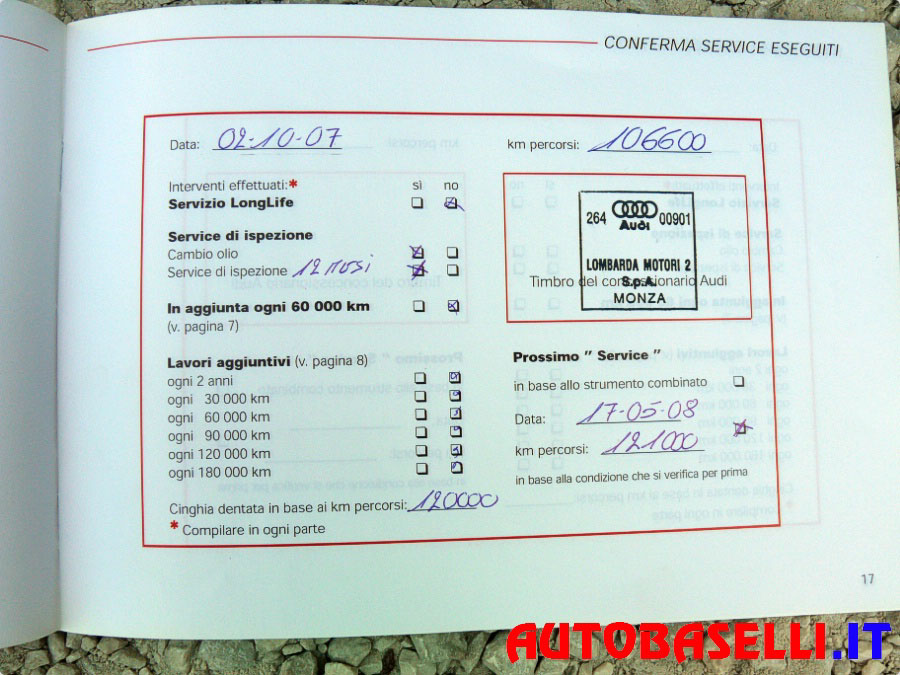 CONFERMA SERVICE ESEGUITI
Data: 02-10-07
km percorsi: 106600
Interventi effettuati:*
sì no
Servizio LongLife
Service di ispezione
Cambio olio
Service di ispezione 12 mesi
In aggiunta ogni 60 000 km
(v. pagina 7)
Lavori aggiuntivi (v. pagina 8)
ogni 2 anni
ogni 30 000 km
ogni 60 000 km
ogni 90 000 km
ogni 120 000 km
ogni 180 000 km
Cinghia dentata in base ai km percorsi: 120000
* Compilare in ogni parte
264 Audi 00901
LOMBARDA MOTORI 2
S.p.A.
MONZA
Timbro del concessionario Audi
Prossimo " Service "
in base allo strumento combinato
Data: 17-05-08
km percorsi: 121000
in base alla condizione che si verifica per prima
17
AUTOBASELLI.IT